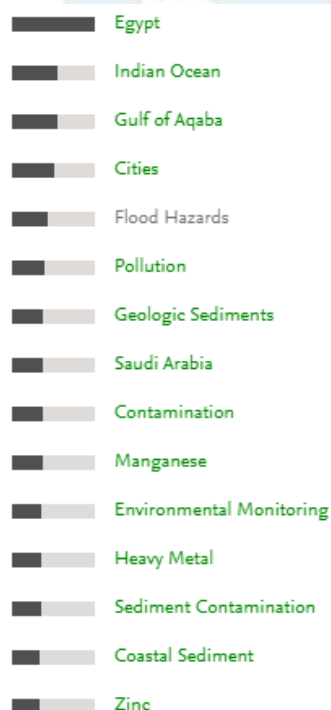 Egypt
Indian Ocean
Gulf of Aqaba
Cities
Flood Hazards
Pollution
Geologic Sediments
Saudi Arabia
Contamination
Manganese
Environmental Monitoring
Heavy Metal
Sediment Contamination
Coastal Sediment
Zinc